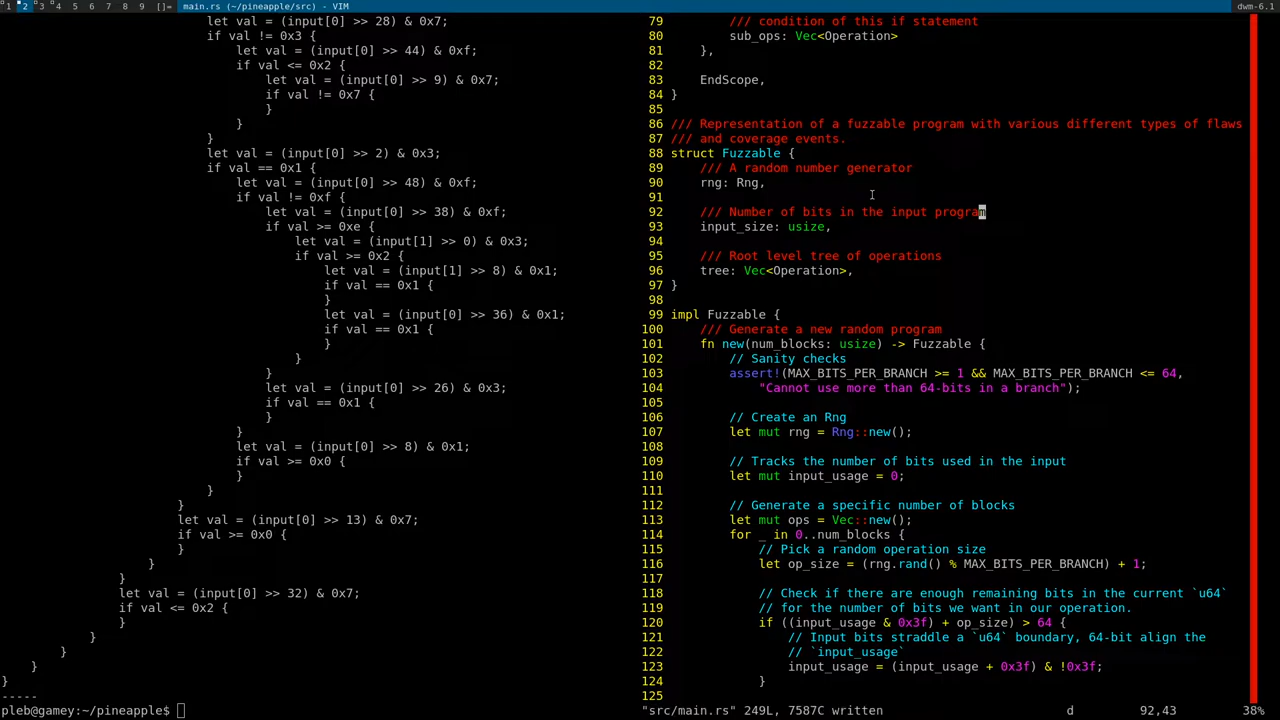 1 2 3 4 5 6 7 8 9 []= main.rs (~/pineapple/src) - VIM dwm-6.1
let val = (input[0] >> 28) & 0x7;
if val != 0x3 {
let val = (input[0] >> 44) & 0xf;
if val <= 0x2 {
let val = (input[0] >> 9) & 0x7;
if val != 0x7 {
}
}
}
let val = (input[0] >> 2) & 0x3;
if val == 0x1 {
let val = (input[0] >> 48) & 0xf;
if val != 0xf {
let val = (input[0] >> 38) & 0xf;
if val >= 0xe {
let val = (input[1] >> 0) & 0x3;
if val >= 0x2 {
let val = (input[1] >> 8) & 0x1;
if val == 0x1 {
}
let val = (input[0] >> 36) & 0x1;
if val == 0x1 {
}
}
}
let val = (input[0] >> 26) & 0x3;
if val == 0x1 {
}
}
let val = (input[0] >> 8) & 0x1;
if val >= 0x0 {
}
}
}
let val = (input[0] >> 13) & 0x7;
if val >= 0x0 {
}
}
}
let val = (input[0] >> 32) & 0x7;
if val <= 0x2 {
}
}
}
}
}
-----
pleb@gamey:~/pineapple$
79 /// condition of this if statement
80 sub_ops: Vec<Operation>
81 },
82
83 EndScope,
84 }
85
86 /// Representation of a fuzzable program with various different types of flaws
87 /// and coverage events.
88 struct Fuzzable {
89 /// A random number generator
90 rng: Rng,
91
92 /// Number of bits in the input program
93 input_size: usize,
94
95 /// Root level tree of operations
96 tree: Vec<Operation>,
97 }
98
99 impl Fuzzable {
100 /// Generate a new random program
101 fn new(num_blocks: usize) -> Fuzzable {
102 // Sanity checks
103 assert!(MAX_BITS_PER_BRANCH >= 1 && MAX_BITS_PER_BRANCH <= 64,
104 "Cannot use more than 64-bits in a branch");
105
106 // Create an Rng
107 let mut rng = Rng::new();
108
109 // Tracks the number of bits used in the input
110 let mut input_usage = 0;
111
112 // Generate a specific number of blocks
113 let mut ops = Vec::new();
114 for _ in 0..num_blocks {
115 // Pick a random operation size
116 let op_size = (rng.rand() % MAX_BITS_PER_BRANCH) + 1;
117
118 // Check if there are enough remaining bits in the current `u64`
119 // for the number of bits we want in our operation.
120 if ((input_usage & 0x3f) + op_size) > 64 {
121 // Input bits straddle a `u64` boundary, 64-bit align the
122 // `input_usage`
123 input_usage = (input_usage + 0x3f) & !0x3f;
124 }
125
"src/main.rs" 249L, 7587C written d 92,43 38%